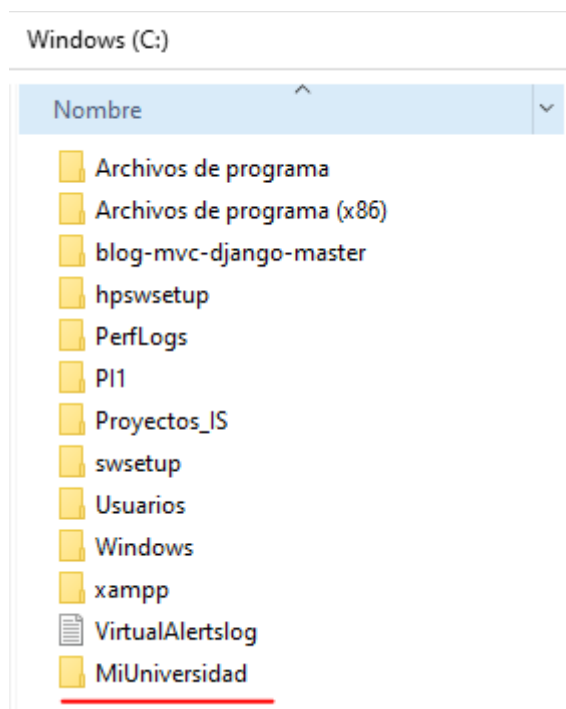 Windows (C:)
Nombre
Archivos de programa
Archivos de programa (x86)
blog-mvc-django-master
hpswsetup
PerfLogs
PI1
Proyectos_IS
swsetup
Usuarios
Windows
xampp
VirtualAlertslog
MiUniversidad